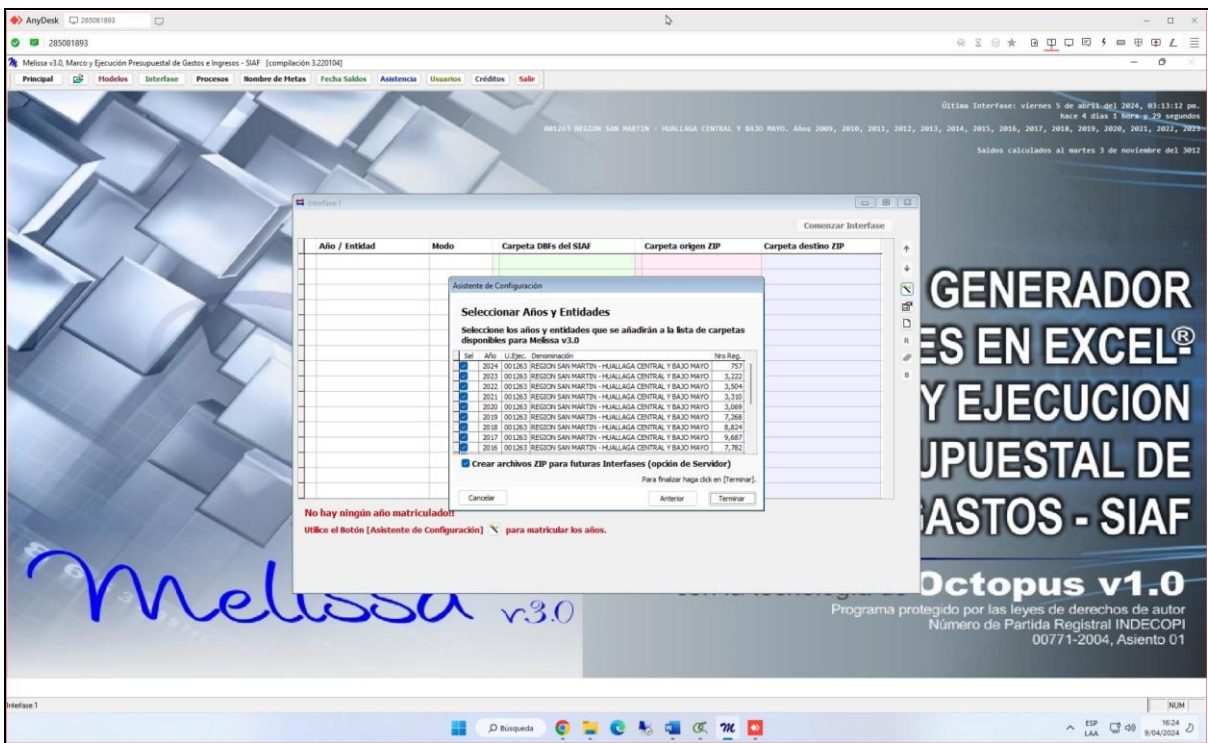 AnyDesk 285081893
285081893
Melissa v3.0, Marco y Ejecución Presupuestal de Gastos e Ingresos - SIAF [compilación 3.220104]
Principal Modelos Interfase Procesos Nombre de Metas Fecha Saldos Asistencia Usuarios Créditos Salir
Última Interfase: viernes 5 de abril del 2024, 03:13:12 pm.
hace 4 días 1 hora y 29 segundos
001263 REGION SAN MARTIN - HUALLAGA CENTRAL Y BAJO MAYO. Años 2009, 2010, 2011, 2012, 2013, 2014, 2015, 2016, 2017, 2018, 2019, 2020, 2021, 2022, 2023
Saldos calculados al martes 3 de noviembre del 3012
Interfase:1
Comenzar Interfase
Año / Entidad Modo Carpeta DBFs del SIAF Carpeta origen ZIP Carpeta destino ZIP
Asistente de Configuración
Seleccionar Años y Entidades
Seleccione los años y entidades que se añadirán a la lista de carpetas
disponibles para Melissa v3.0
Sel Año U.Ejec. Denominación Nro Reg.
2024 001263 REGION SAN MARTIN - HUALLAGA CENTRAL Y BAJO MAYO 757
2023 001263 REGION SAN MARTIN - HUALLAGA CENTRAL Y BAJO MAYO 3,222
2022 001263 REGION SAN MARTIN - HUALLAGA CENTRAL Y BAJO MAYO 3,504
2021 001263 REGION SAN MARTIN - HUALLAGA CENTRAL Y BAJO MAYO 3,310
2020 001263 REGION SAN MARTIN - HUALLAGA CENTRAL Y BAJO MAYO 3,069
2019 001263 REGION SAN MARTIN - HUALLAGA CENTRAL Y BAJO MAYO 7,268
2018 001263 REGION SAN MARTIN - HUALLAGA CENTRAL Y BAJO MAYO 8,824
2017 001263 REGION SAN MARTIN - HUALLAGA CENTRAL Y BAJO MAYO 9,687
2016 001263 REGION SAN MARTIN - HUALLAGA CENTRAL Y BAJO MAYO 7,782
Crear archivos ZIP para futuras Interfases (opción de Servidor)
Para finalizar haga click en [Terminar].
Cancelar Anterior Terminar
No hay ningún año matriculado!!
Utilice el Botón [Asistente de Configuración] para matricular los años.
GENERADOR
ES EN EXCEL®
Y EJECUCION
UPUESTAL DE
GASTOS - SIAF
Melissa v3.0
Octopus v1.0
Programa protegido por las leyes de derechos de autor
Número de Partida Registral INDECOPI
00771-2004, Asiento 01
Interfase:1 NUM
Búsqueda
ESP
LAA
16:24
9/04/2024